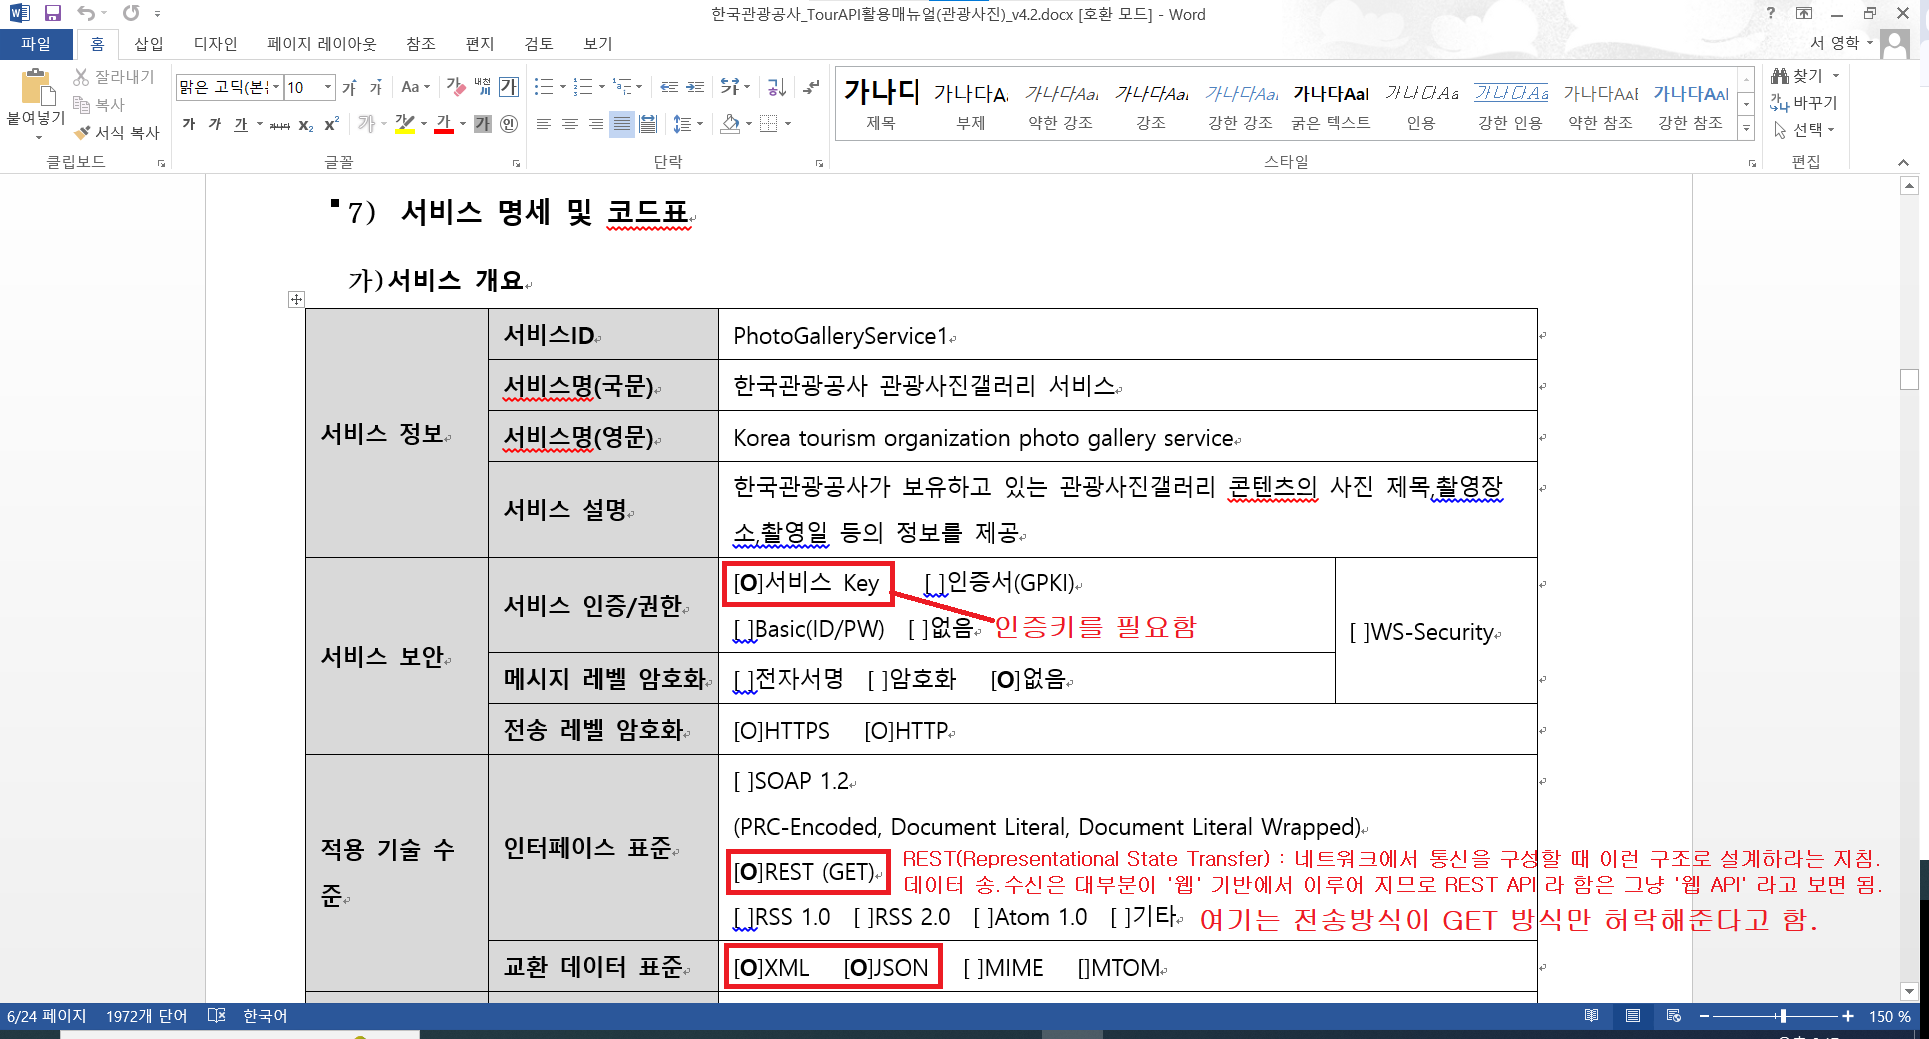 한국관광공사_TourAPI활용매뉴얼(관광사진)_v4.2.docx [호환 모드] - Word
파일 홈 삽입 디자인 페이지 레이아웃 참조 편지 검토 보기
서 영학
붙여넣기
잘라내기
복사
서식 복사
클립보드
맑은 고딕(본문 10
글꼴
단락
가나다 제목
가나다Aa 부제
가나다Aa 약한 강조
가나다Aa 강조
가나다Aa 강한 강조
가나다Aa 굵은 텍스트
가나다Aa 인용
가나다Aa 강한 인용
가나다AaB 약한 참조
가나다AaB 강한 참조
스타일
찾기
바꾸기
선택
편집
7) 서비스 명세 및 코드표
가)서비스 개요
서비스 정보
서비스ID PhotoGalleryService1
서비스명(국문) 한국관광공사 관광사진갤러리 서비스
서비스명(영문) Korea tourism organization photo gallery service
서비스 설명
한국관광공사가 보유하고 있는 관광사진갤러리 콘텐츠의 사진 제목,촬영장
소,촬영일 등의 정보를 제공
서비스 보안
서비스 인증/권한
[O]서비스 Key [ ]인증서(GPKI)
[ ]Basic(ID/PW) [ ]없음 인증키를 필요함
[ ]WS-Security
메시지 레벨 암호화 [ ]전자서명 [ ]암호화 [O]없음
전송 레벨 암호화 [O]HTTPS [O]HTTP
적용 기술 수
준
인터페이스 표준
[ ]SOAP 1.2
(PRC-Encoded, Document Literal, Document Literal Wrapped)
[O]REST (GET)
REST(Representational State Transfer) : 네트워크에서 통신을 구성할 때 이런 구조로 설계하라는 지침.
데이터 송.수신은 대부분이 '웹' 기반에서 이루어 지므로 REST API 라 함은 그냥 '웹 API' 라고 보면 됨.
[ ]RSS 1.0 [ ]RSS 2.0 [ ]Atom 1.0 [ ]기타 여기는 전송방식이 GET 방식만 허락해준다고 함.
교환 데이터 표준 [O]XML [O]JSON [ ]MIME []MTOM
6/24 페이지 1972개 단어 한국어 150 %